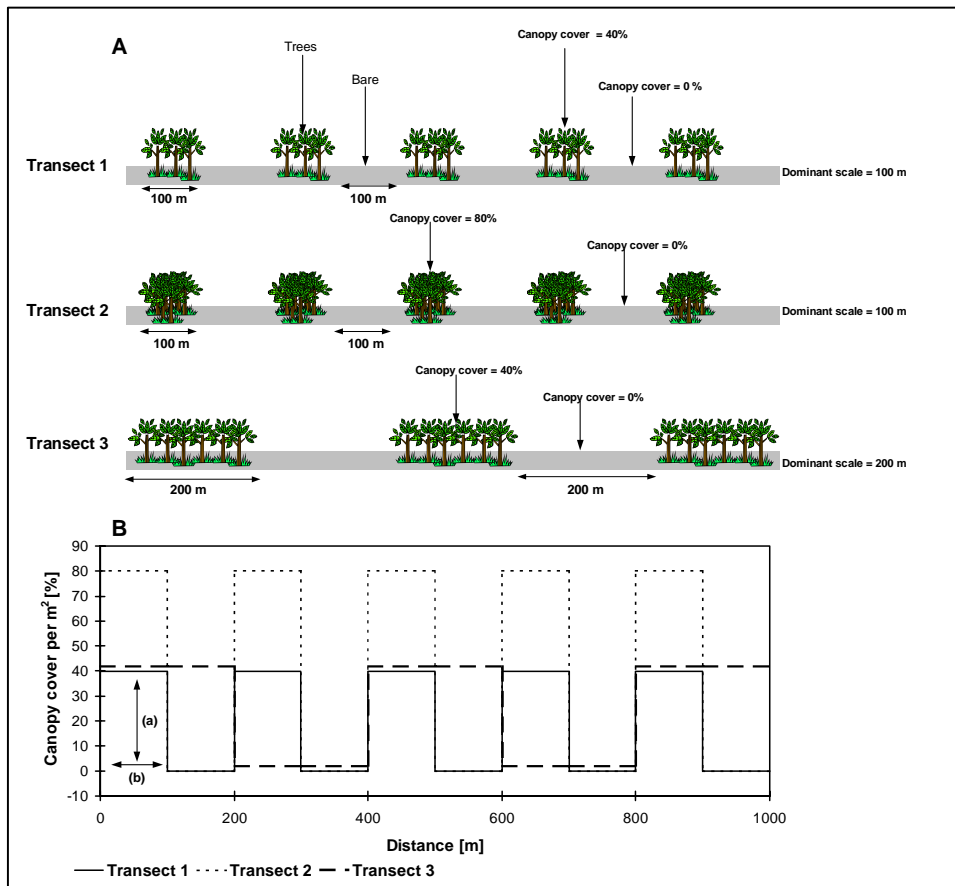 A
Trees
Canopy cover = 40%
Bare
Canopy cover = 0 %
Transect 1
Dominant scale = 100 m
100 m
100 m
Canopy cover = 80%
Canopy cover = 0%
Transect 2
Dominant scale = 100 m
100 m
100 m
Canopy cover = 40%
Canopy cover = 0%
Transect 3
Dominant scale = 200 m
200 m
200 m
B
Canopy cover per m² [%]
90
80
70
60
50
40
30
20
10
0
-10
(a)
(b)
0
200
400
600
800
1000
Distance [m]
Transect 1
Transect 2
Transect 3